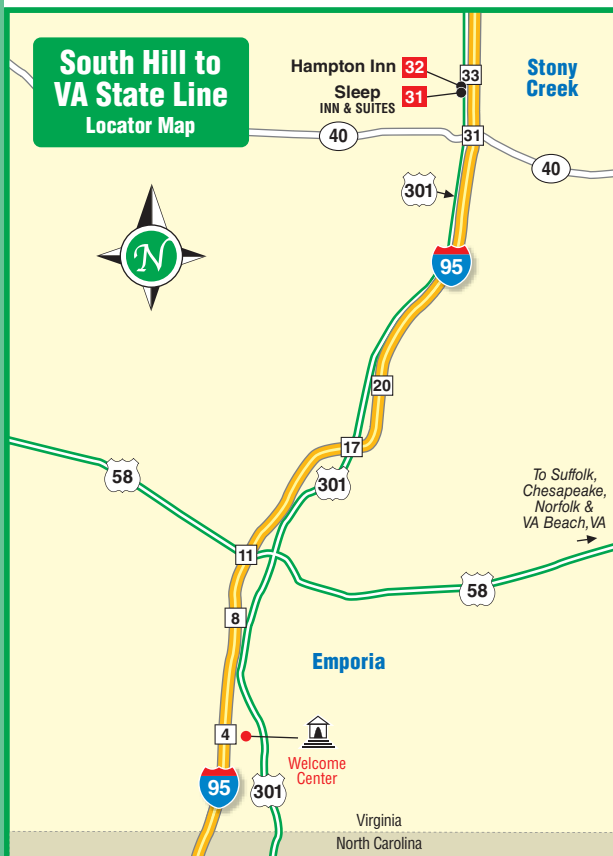 South Hill to
VA State Line
Locator Map
Hampton Inn 32
Sleep 31
INN & SUITES
33
Stony
Creek
31
40
40
301
95
N
20
17
58
301
To Suffolk,
Chesapeake,
Norfolk &
VA Beach, VA
11
58
8
Emporia
4
Welcome
Center
95
301
Virginia
North Carolina